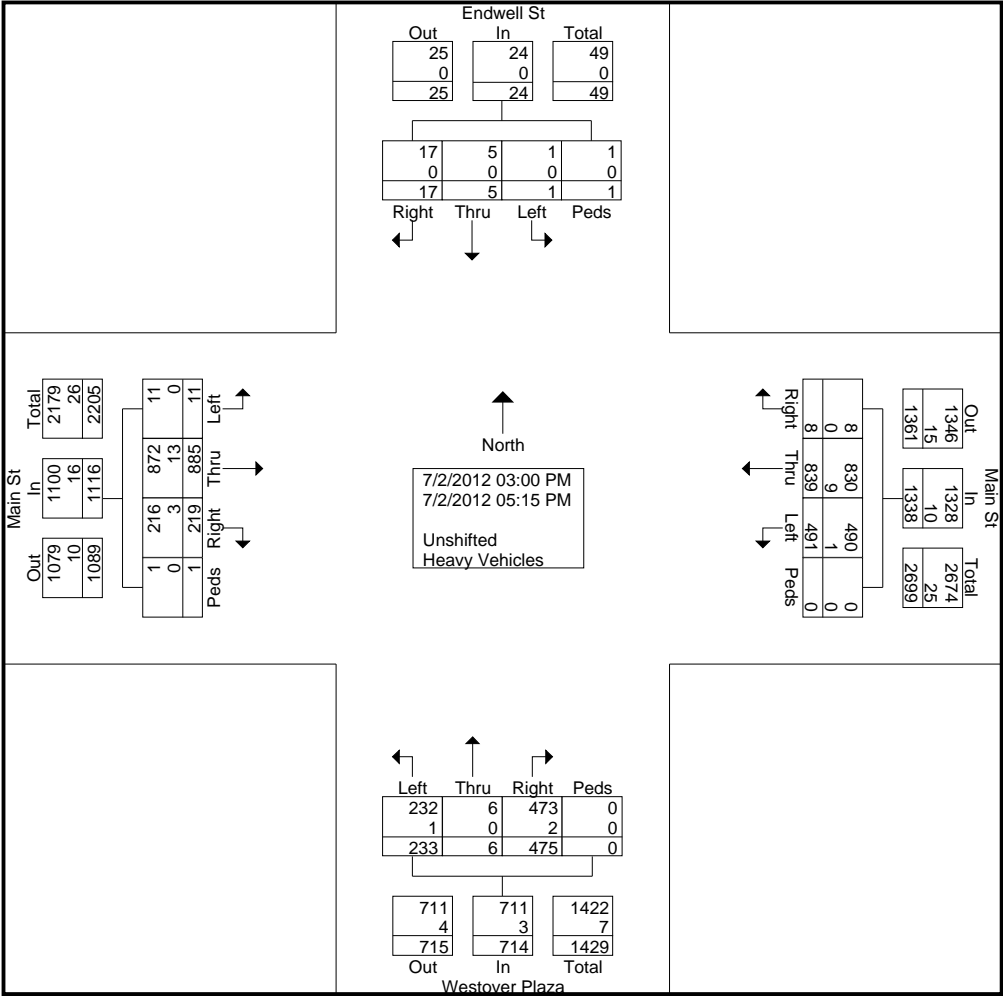 Endwell St
Out In Total
25 24 49
0 0 0
25 24 49
17 5 1 1
0 0 0 0
17 5 1 1
Right Thru Left Peds
Main St
Total In Out
2179 1100 1079
26 16 10
2205 1116 1089
11 872 216 1
0 13 3 0
11 885 219 1
Left Thru Right Peds
North
7/2/2012 03:00 PM
7/2/2012 05:15 PM
Unshifted
Heavy Vehicles
Main St
Out In Total
1346 1328 2674
15 10 25
1361 1338 2699
8 830 490 0
0 9 1 0
8 839 491 0
Right Thru Left Peds
Left Thru Right Peds
232 6 473 0
1 0 2 0
233 6 475 0
711 711 1422
4 3 7
715 714 1429
Out In Total
Westover Plaza